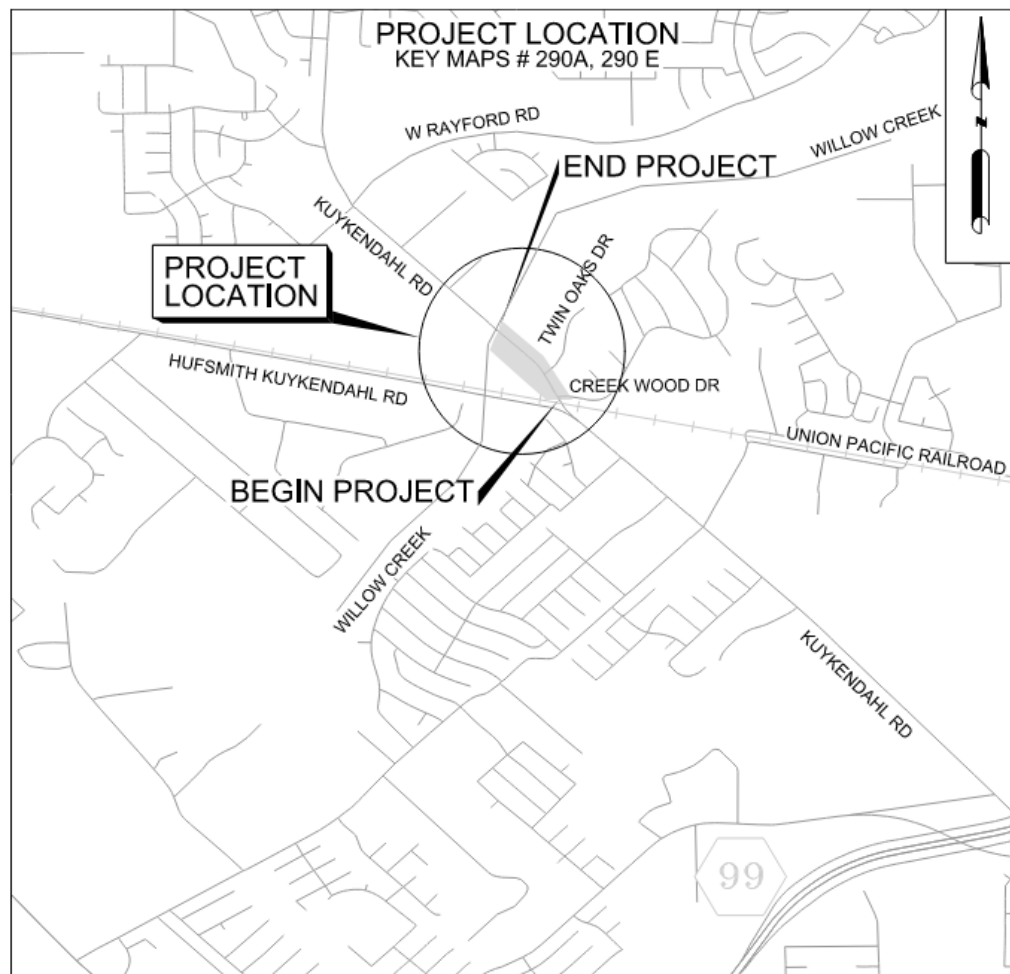 PROJECT LOCATION
KEY MAPS # 290A, 290 E
W RAYFORD RD
WILLOW CREEK
N
END PROJECT
KUYKENDAHL RD
TWIN OAKS DR
PROJECT
LOCATION
HUFSMITH KUYKENDAHL RD
CREEK WOOD DR
UNION PACIFIC RAILROAD
BEGIN PROJECT
WILLOW CREEK
KUYKENDAHL RD
99